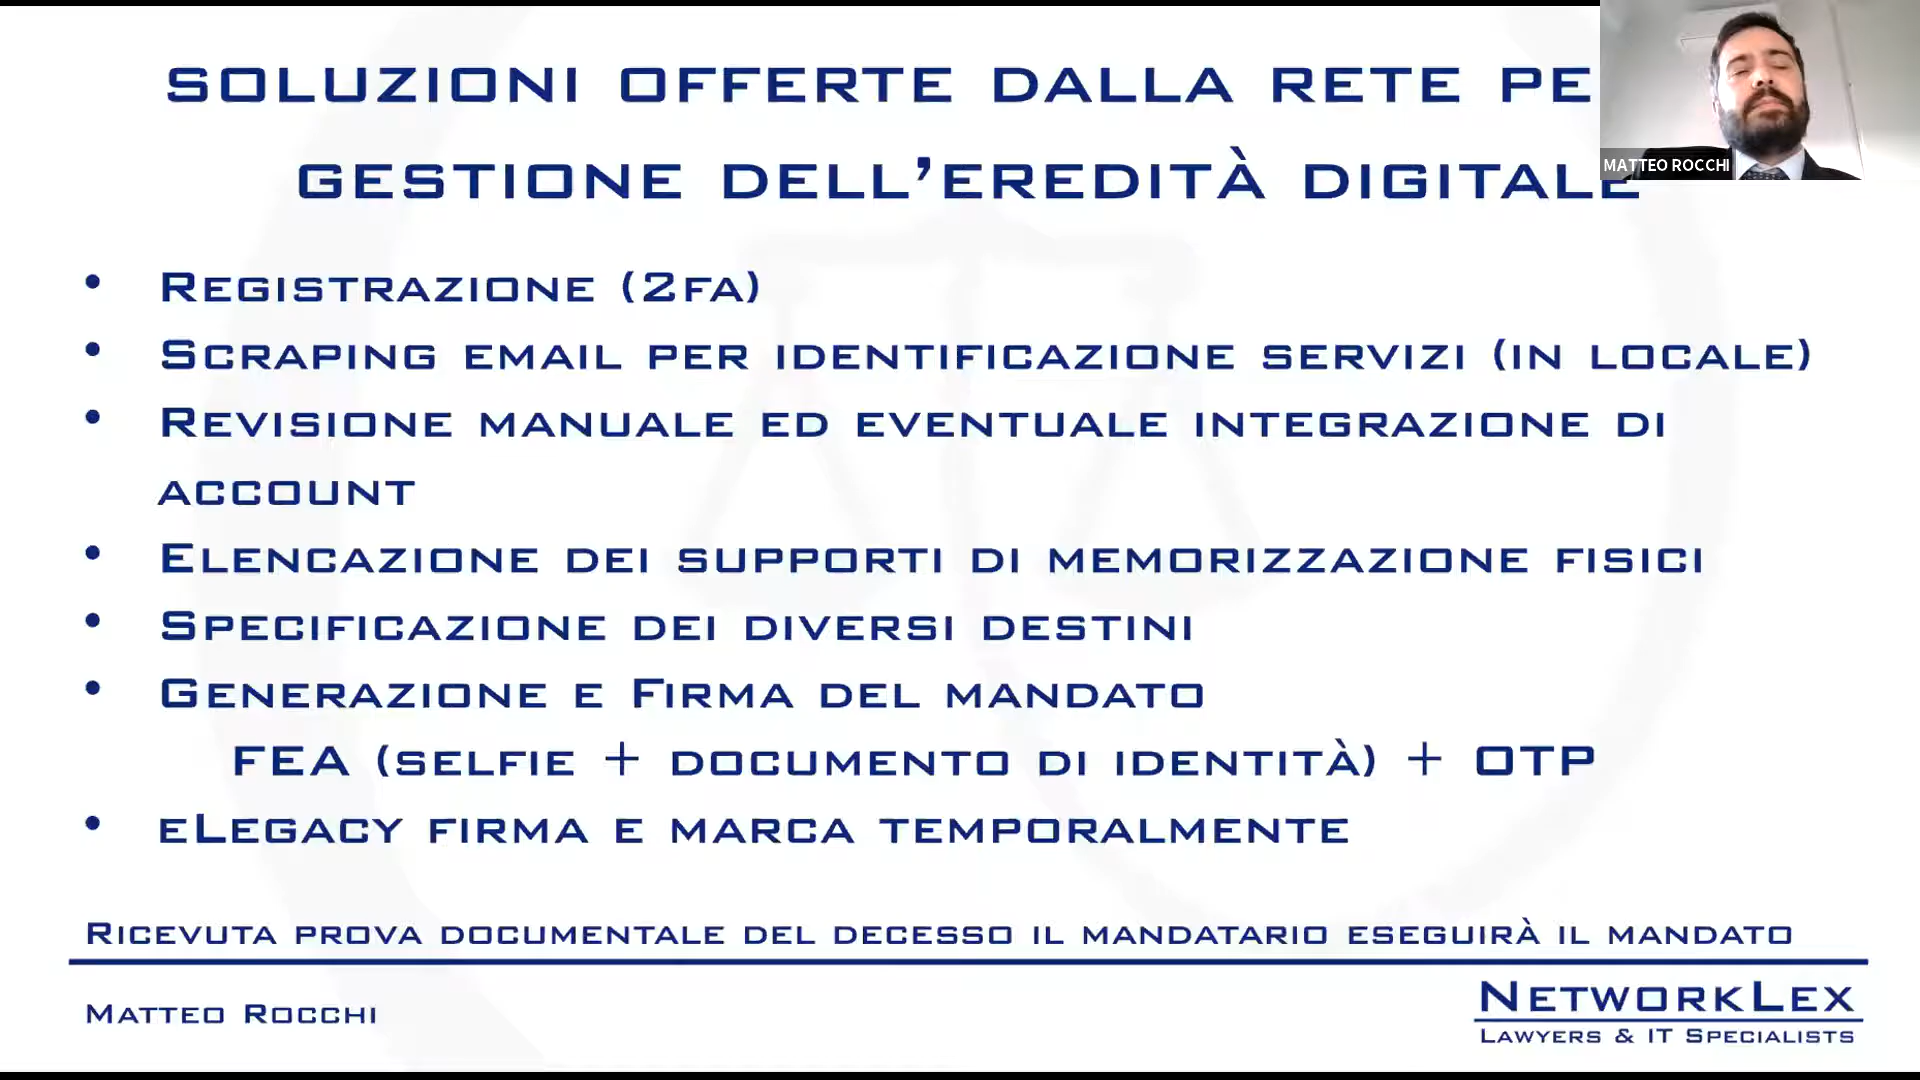 SOLUZIONI OFFERTE DALLA RETE PE
GESTIONE DELL'EREDITÀ DIGITALE
MATTEO ROCCHI
• REGISTRAZIONE (2FA)
• SCRAPING EMAIL PER IDENTIFICAZIONE SERVIZI (IN LOCALE)
• REVISIONE MANUALE ED EVENTUALE INTEGRAZIONE DI
ACCOUNT
• ELENCAZIONE DEI SUPPORTI DI MEMORIZZAZIONE FISICI
• SPECIFICAZIONE DEI DIVERSI DESTINI
• GENERAZIONE E FIRMA DEL MANDATO
FEA (SELFIE + DOCUMENTO DI IDENTITÀ) + OTP
• ELEGACY FIRMA E MARCA TEMPORALMENTE
RICEVUTA PROVA DOCUMENTALE DEL DECESSO IL MANDATARIO ESEGUIRÀ IL MANDATO
MATTEO ROCCHI
NETWORKLEX
LAWYERS & IT SPECIALISTS